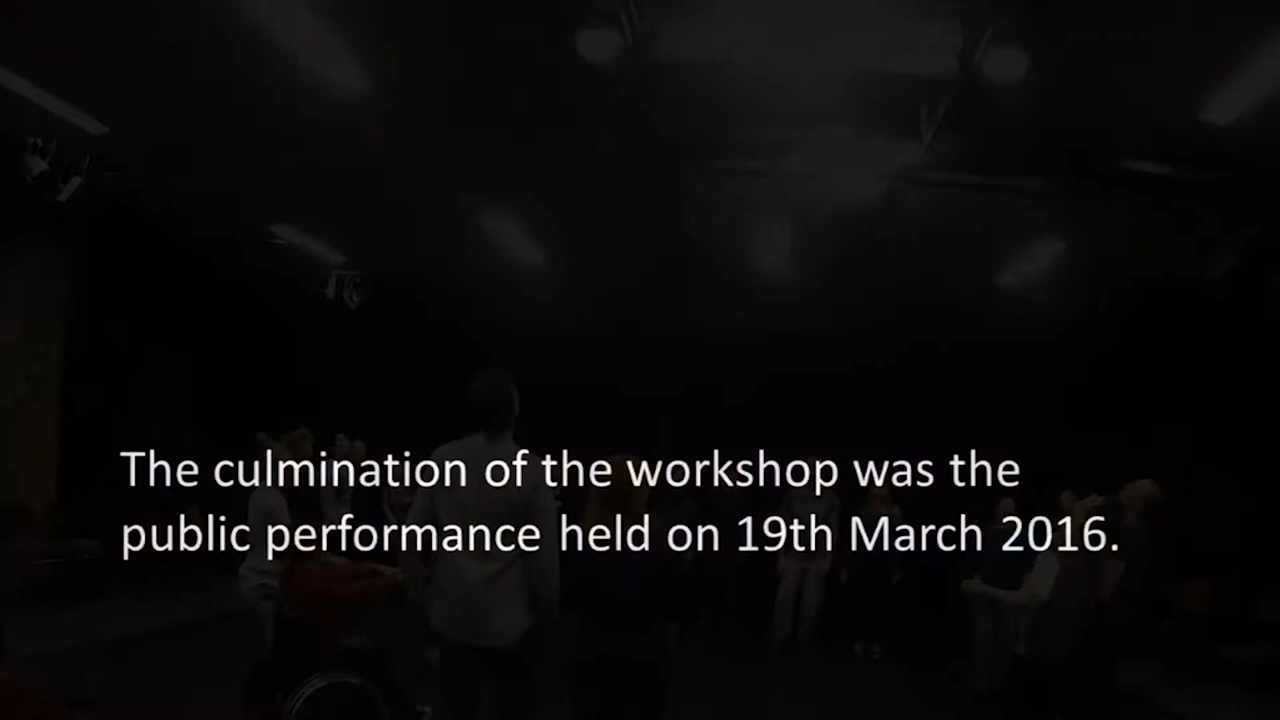 The culmination of the workshop was the
public performance held on 19th March 2016.